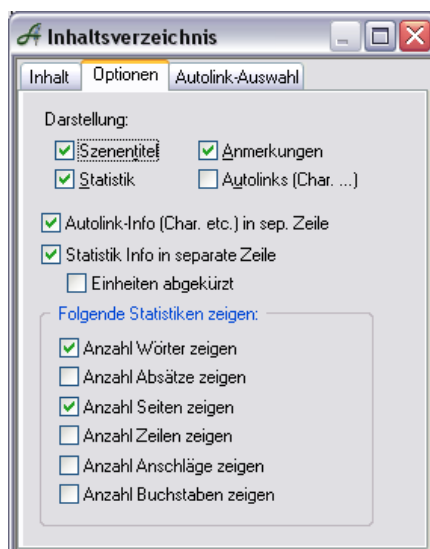 Inhaltsverzeichnis
Inhalt Optionen Autolink-Auswahl
Darstellung:
Szenentitel Anmerkungen
Statistik Autolinks (Char. ...)
Autolink-Info (Char. etc.) in sep. Zeile
Statistik Info in separate Zeile
Einheiten abgekürzt
Folgende Statistiken zeigen:
Anzahl Wörter zeigen
Anzahl Absätze zeigen
Anzahl Seiten zeigen
Anzahl Zeilen zeigen
Anzahl Anschläge zeigen
Anzahl Buchstaben zeigen